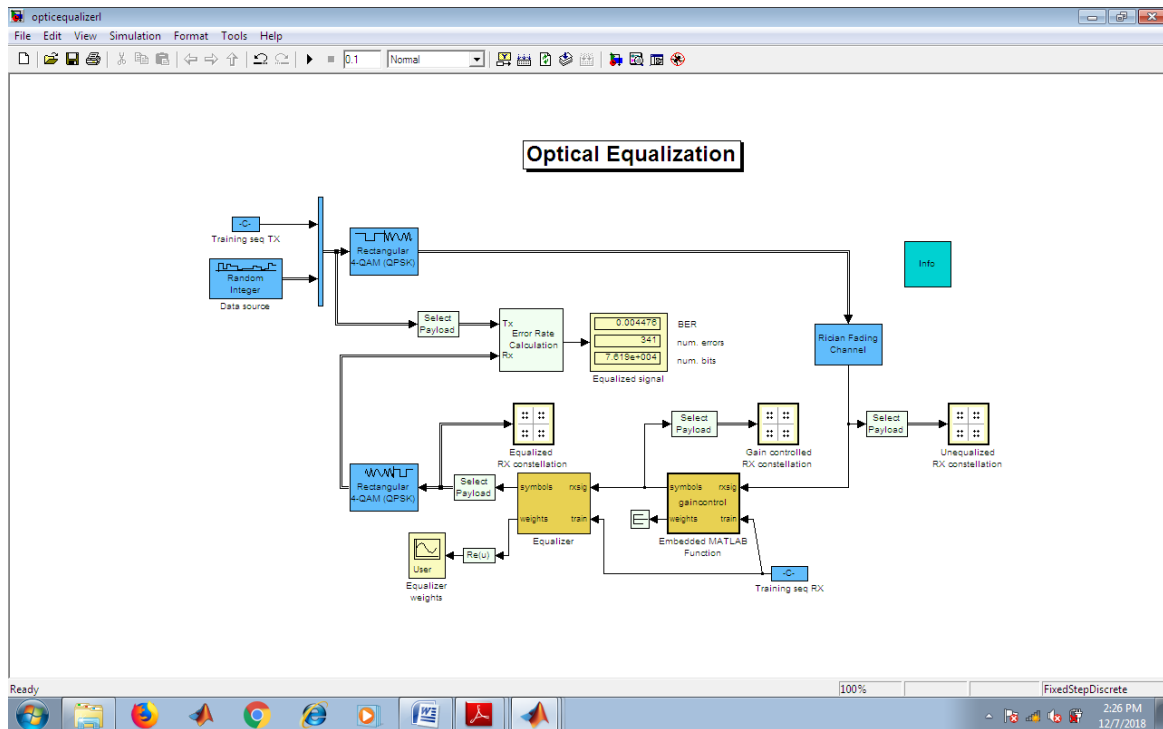 opticequalizerl
File Edit View Simulation Format Tools Help
0.1 Normal
Optical Equalization
-C-
Training seq TX
Random
Integer
Data source
Rectangular
4-QAM (QPSK)
Info
Select
Payload
Tx
Error Rate
Calculation
Rx
0.004476 BER
341 num. errors
7.619e+004 num. bits
Equalized signal
Rician Fading
Channel
Equalized
RX constellation
Select
Payload
Gain controlled
RX constellation
Select
Payload
Unequalized
RX constellation
Rectangular
4-QAM (QPSK)
Select
Payload
symbols rxsig
weights train
Equalizer
symbols rxsig
gaincontrol
weights train
Embedded MATLAB
Function
User
Equalizer
weights
Re(u)
-C-
Training seq RX
Ready 100% FixedStepDiscrete
2:26 PM
12/7/2018